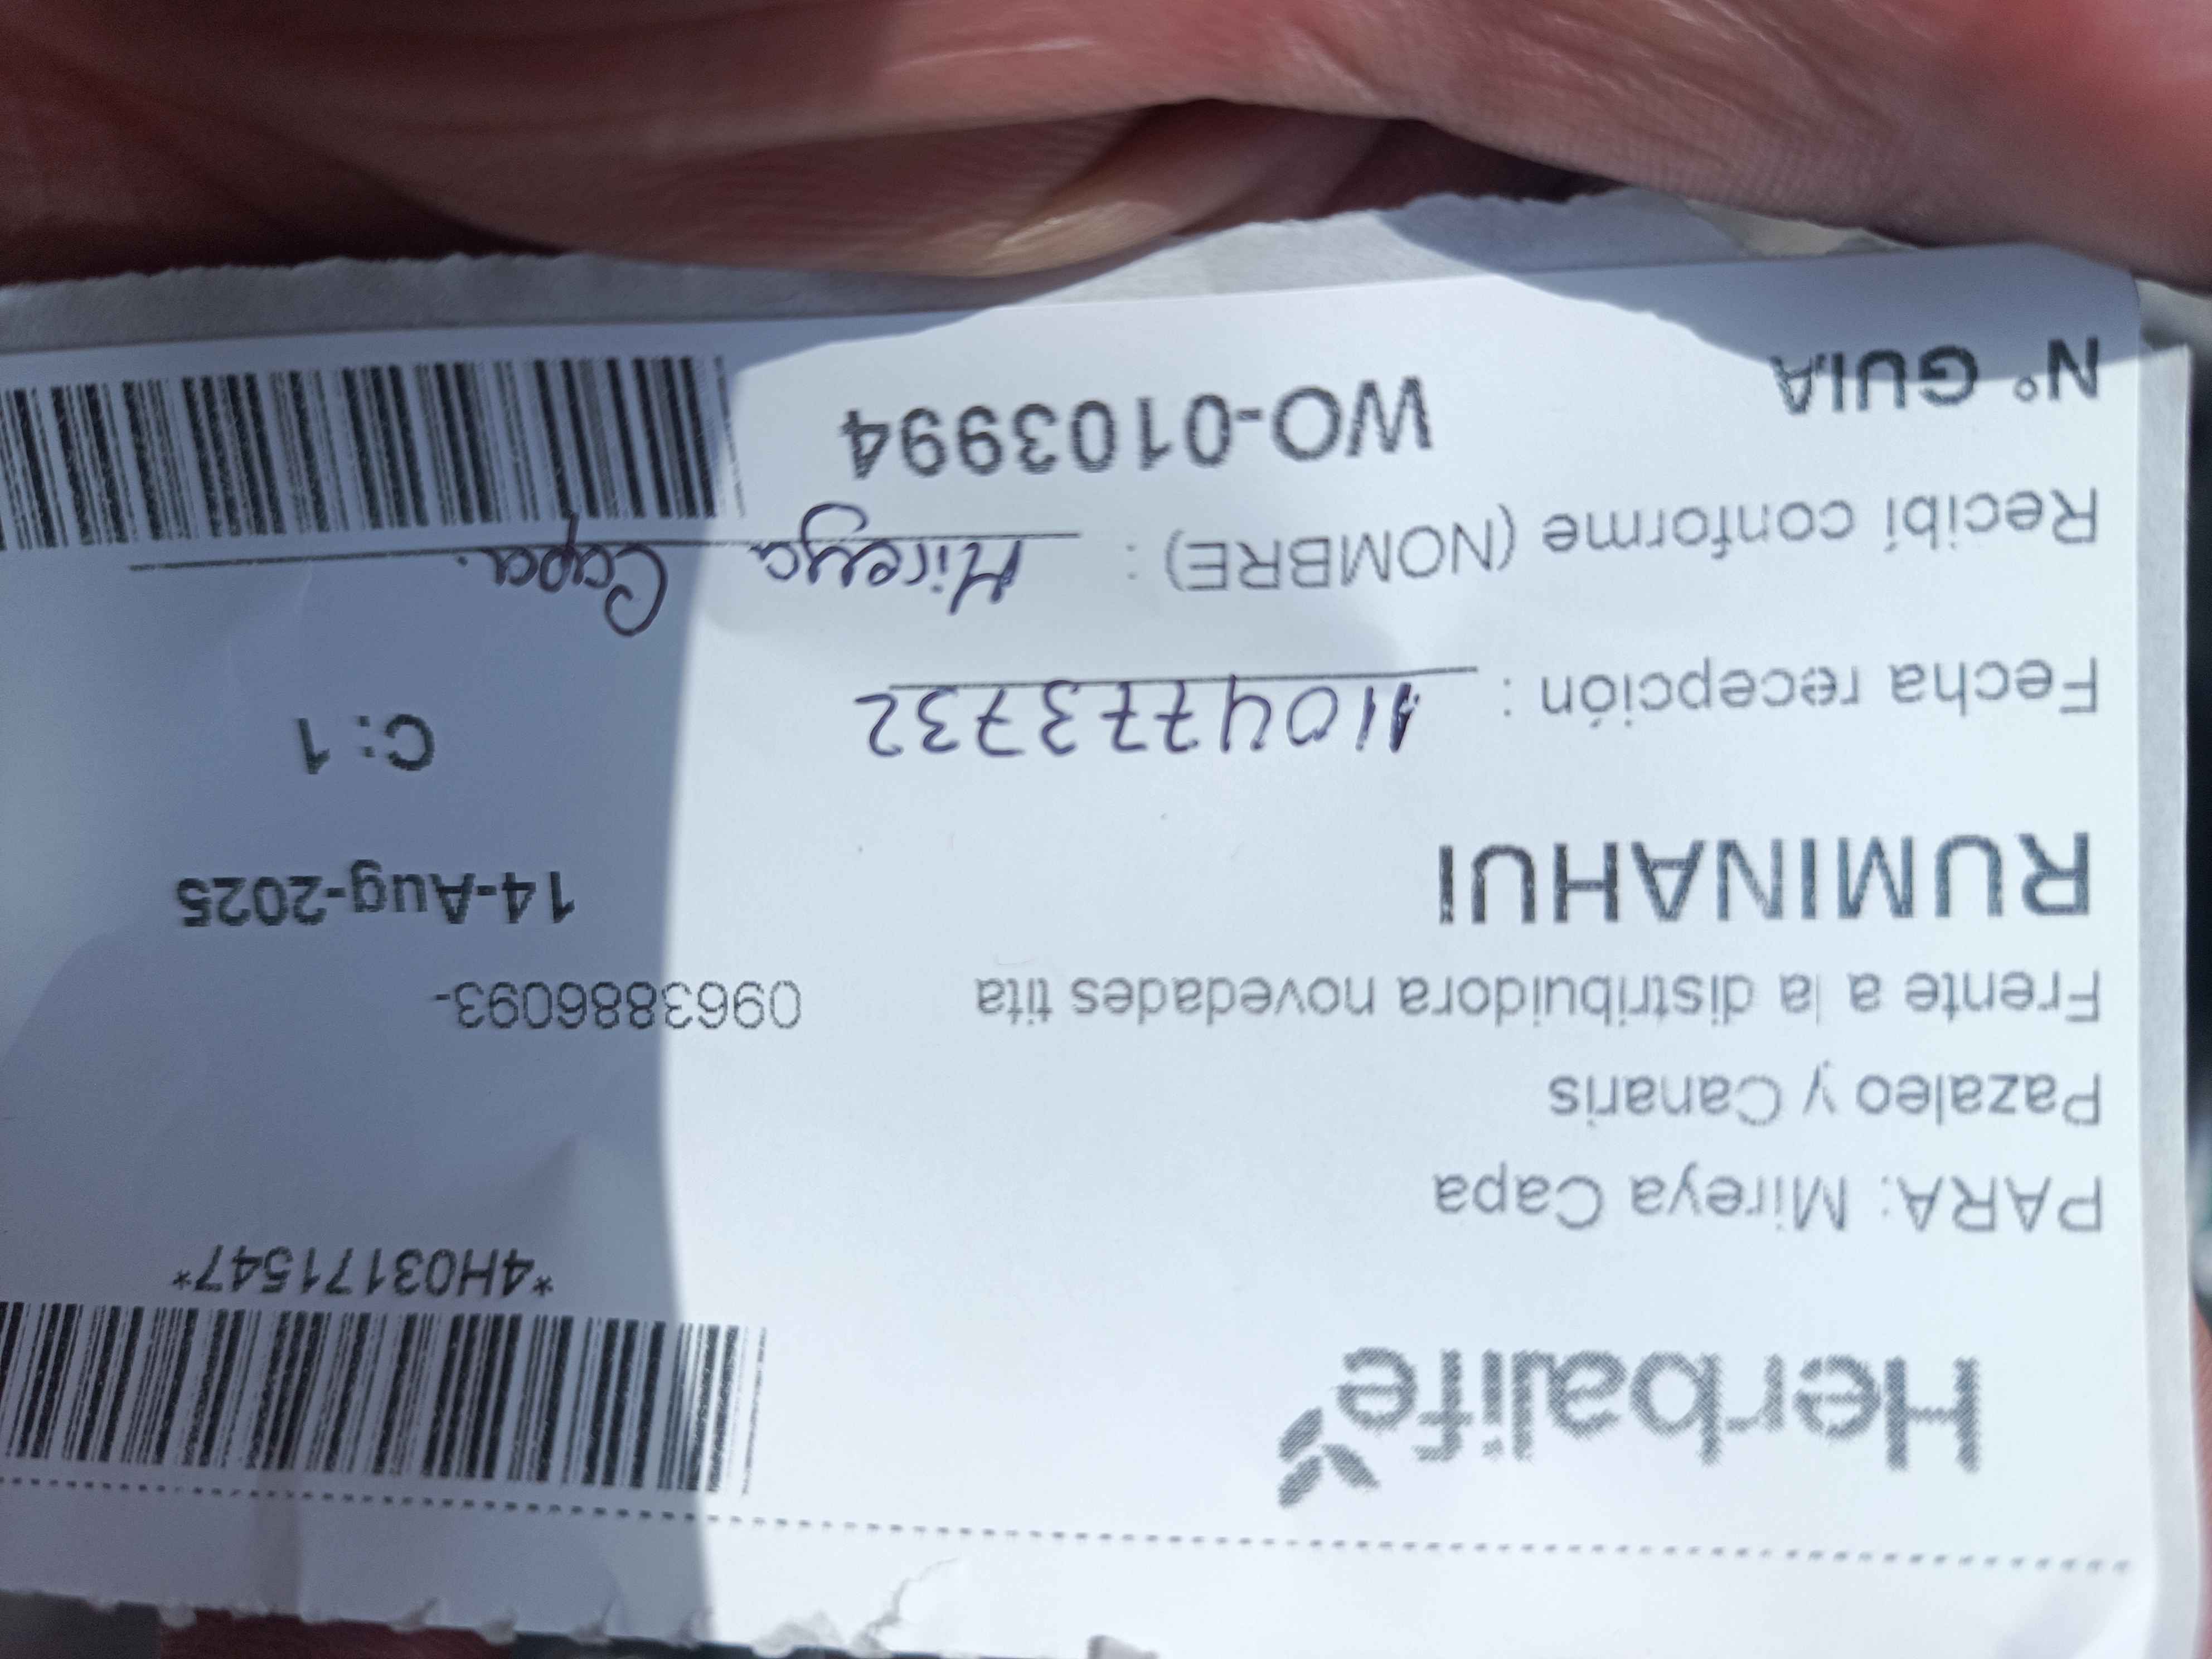 Herbalife
*4H03171547*
PARA: Mireya Capa
Pazaleo y Canaris
Frente a la distribuidora novedades tita 0963886093-
RUMINAHUI 14-Aug-2025
Fecha recepción : 1104773732 C: 1
Recibí conforme (NOMBRE) : Mireya Capa.
N° GUIA WO-0103994